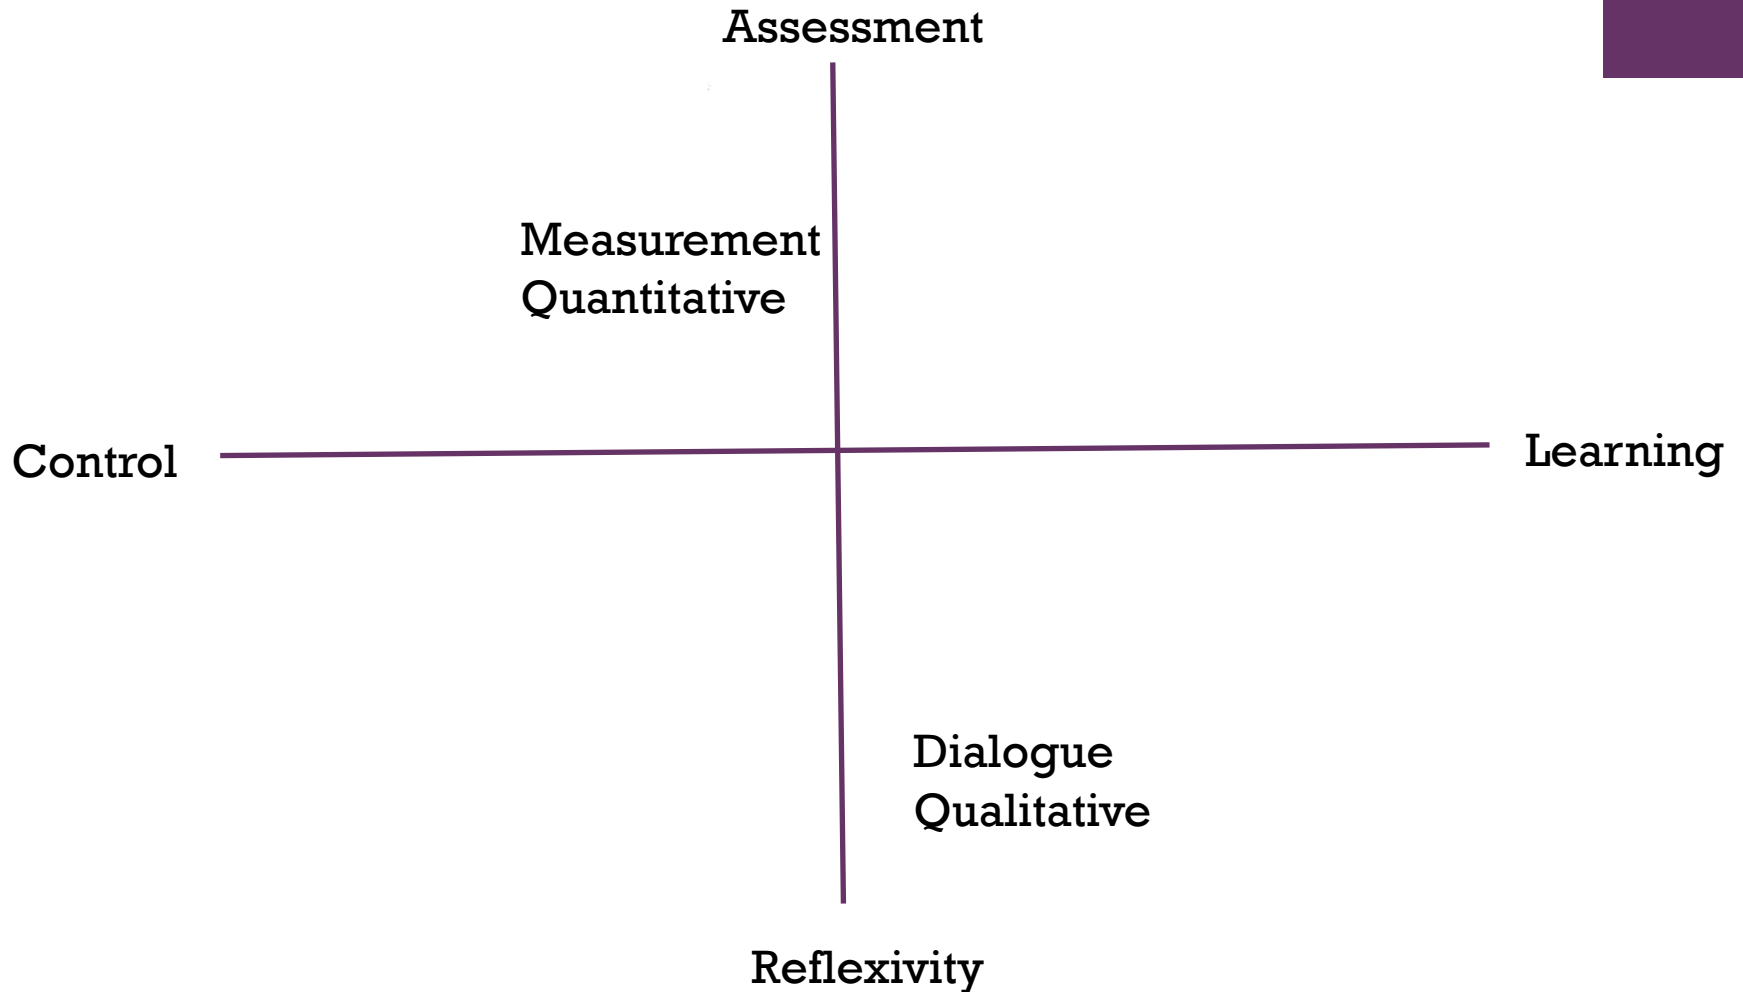 Assessment
Measurement
Quantitative
Control
Learning
Dialogue
Qualitative
Reflexivity